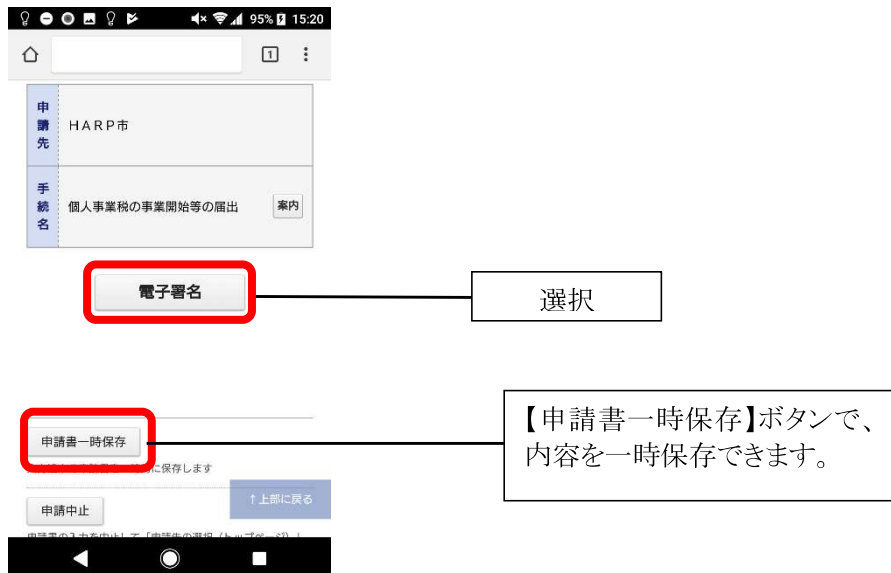 95% 15:20
1
申請先
HARP市
手続名
個人事業税の事業開始等の届出
案内
電子署名
選択
申請書一時保存
【申請書一時保存】ボタンで、
内容を一時保存できます。
に保存します
↑上部に戻る
申請中止